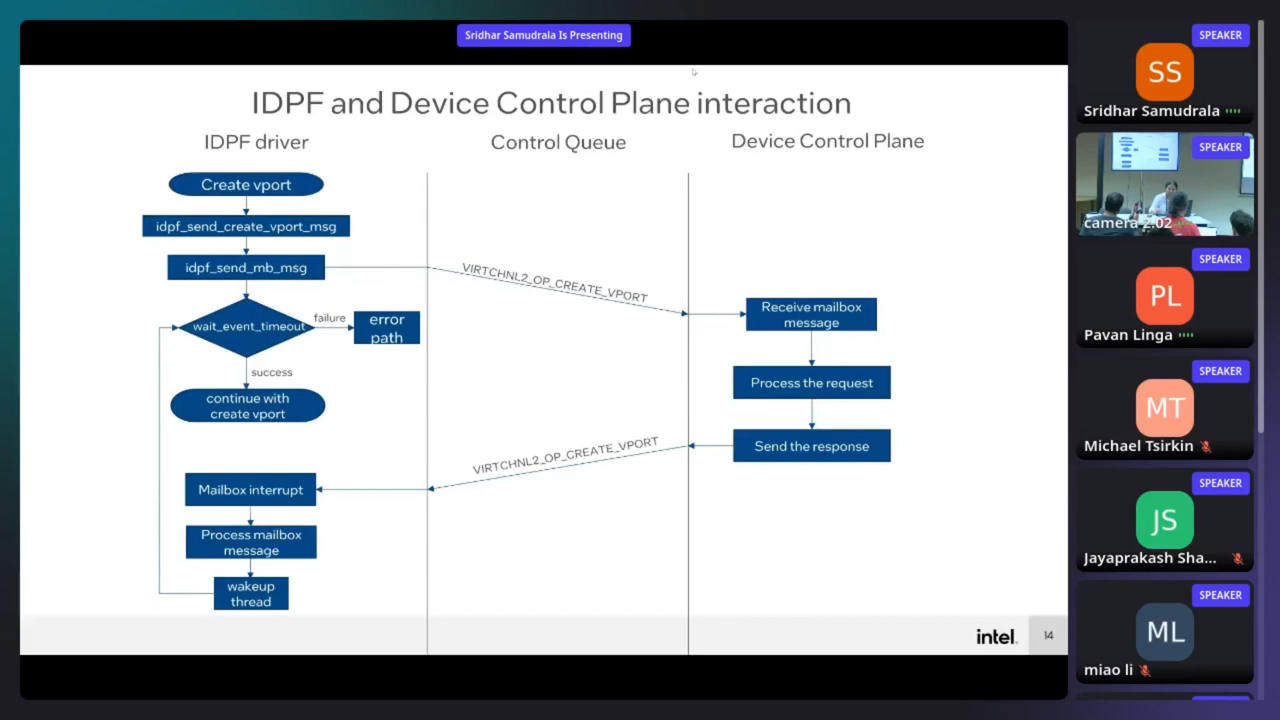 Sridhar Samudrala Is Presenting
IDPF and Device Control Plane interaction
IDPF driver
Control Queue
Device Control Plane
Create vport
idpf_send_create_vport_msg
idpf_send_mb_msg
wait_event_timeout
failure
error
path
success
continue with
create vport
VIRTCHNL2_OP_CREATE_VPORT
Receive mailbox
message
Process the request
Send the response
VIRTCHNL2_OP_CREATE_VPORT
Mailbox interrupt
Process mailbox
message
wakeup
thread
intel.
14
SPEAKER
SS
Sridhar Samudrala
SPEAKER
camera 2.02
SPEAKER
PL
Pavan Linga
SPEAKER
MT
Michael Tsirkin
SPEAKER
JS
Jayaprakash Sha...
SPEAKER
ML
miao li